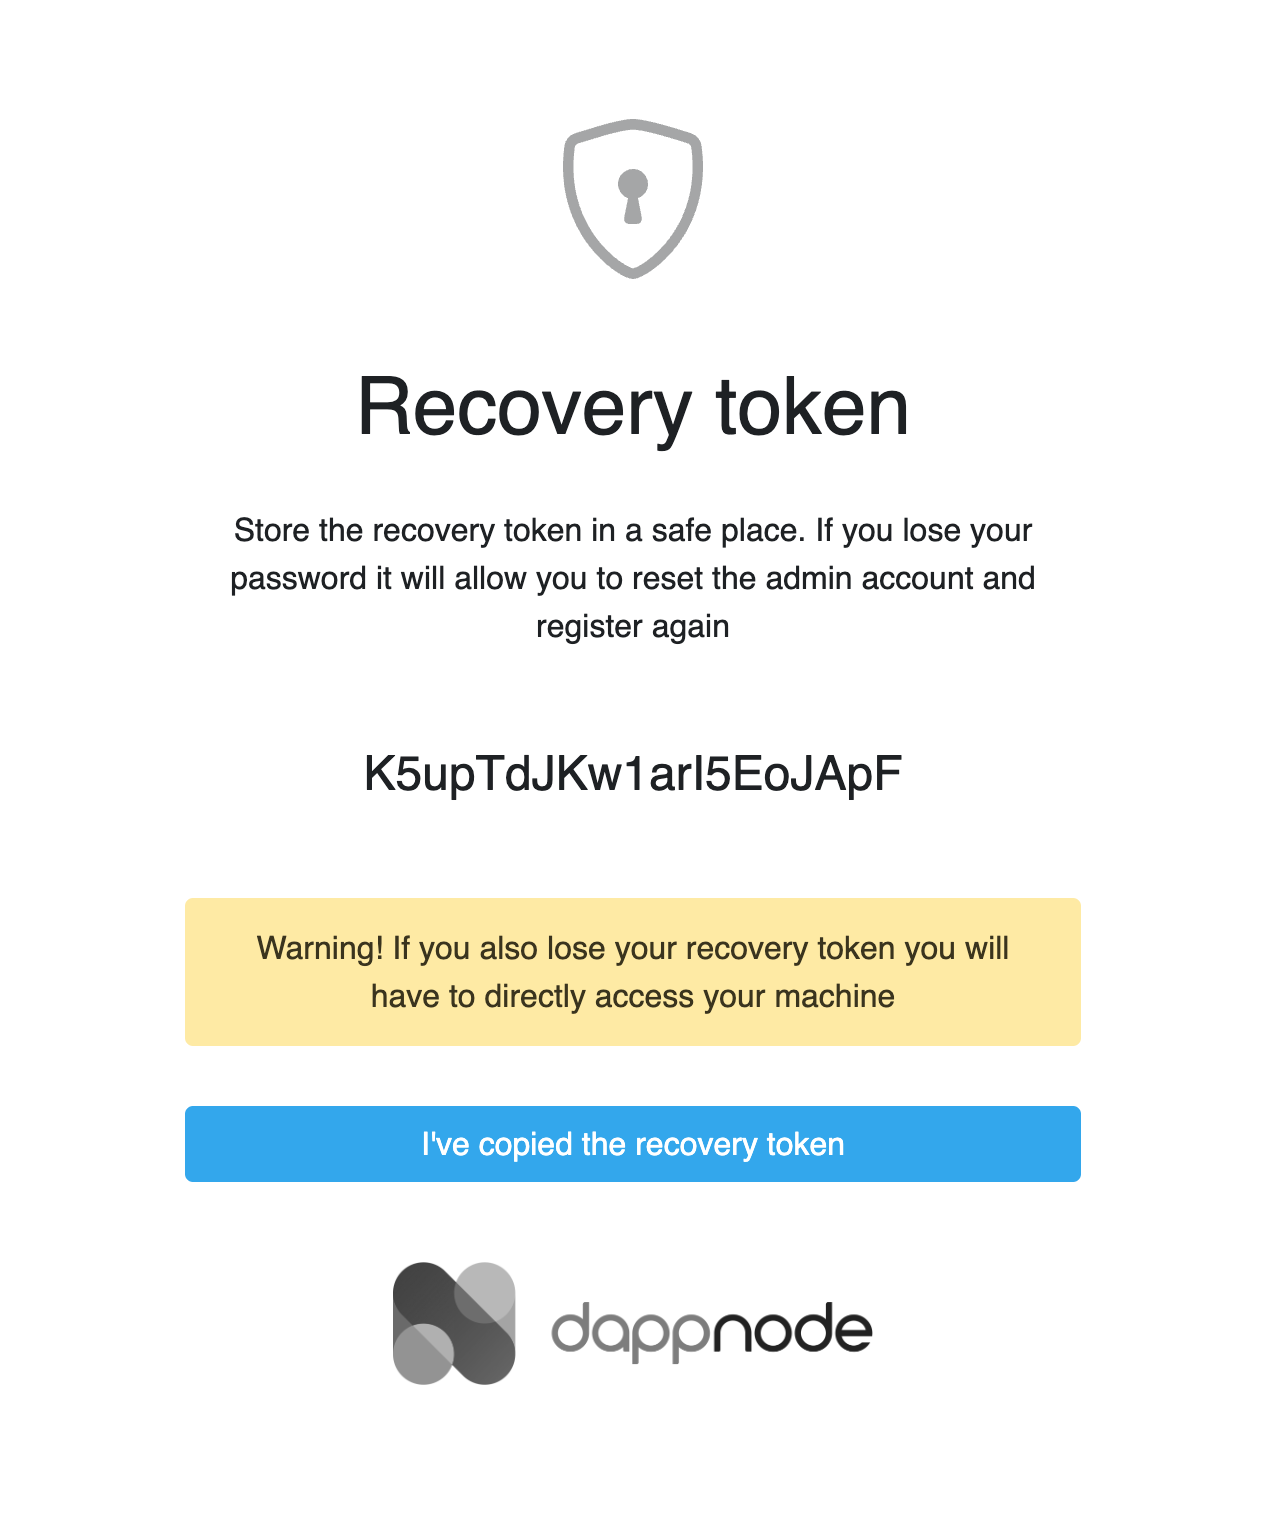 Recovery token
Store the recovery token in a safe place. If you lose your
password it will allow you to reset the admin account and
register again
K5upTdJKw1arI5EoJApF
Warning! If you also lose your recovery token you will
have to directly access your machine
I've copied the recovery token
dappnode